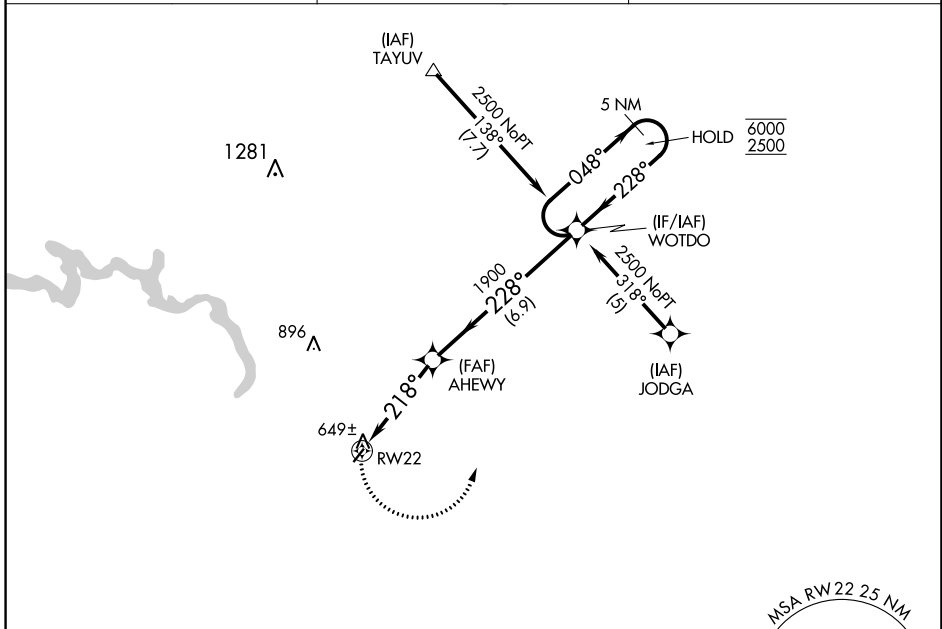 (IAF)
TAYUV
2500 NoPT
138°
(7.7)
5 NM
HOLD
6000
2500
1281
048°
228°
(IF/IAF)
WOTDO
2500 NoPT
318°
(5)
1900
228°
(6.9)
896
(FAF)
AHEWY
(IAF)
JODGA
218°
649±
RW22
MSA RW22 25 NM